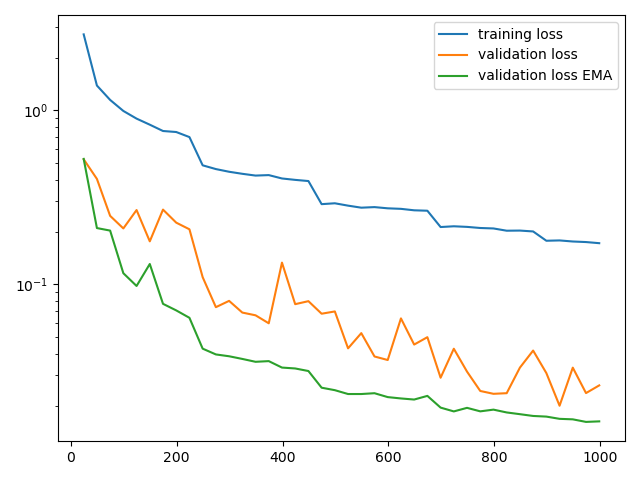 training loss
validation loss
validation loss EMA
10⁰
10⁻¹
0 200 400 600 800 1000